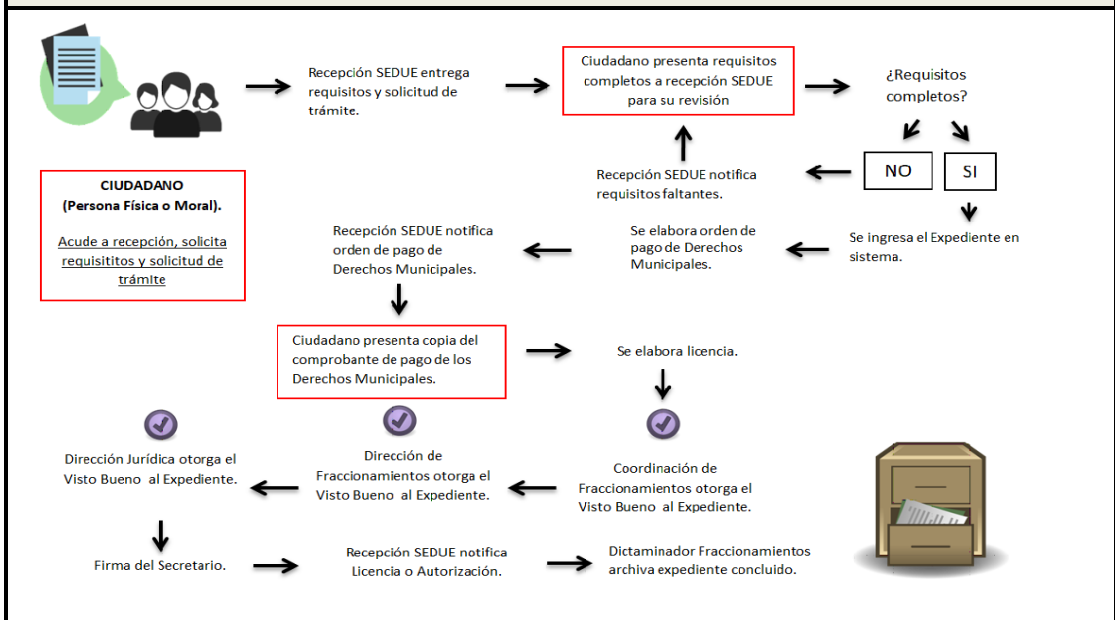 Recepción SEDUE entrega
requisitos y solicitud de
trámite.
Ciudadano presenta requisitos
completos a recepción SEDUE
para su revisión
¿Requisitos
completos?
NO
SI
Recepción SEDUE notifica
requisitos faltantes.
CIUDADANO
(Persona Física o Moral).
Acude a recepción, solicita
requisititos y solicitud de
trámite
Se ingresa el Expediente en
sistema.
Se elabora orden de
pago de Derechos
Municipales.
Recepción SEDUE notifica
orden de pago de
Derechos Municipales.
Ciudadano presenta copia del
comprobante de pago de los
Derechos Municipales.
Se elabora licencia.
Coordinación de
Fraccionamientos otorga el
Visto Bueno al Expediente.
Dirección de
Fraccionamientos otorga el
Visto Bueno al Expediente.
Dirección Jurídica otorga el
Visto Bueno al Expediente.
Firma del Secretario.
Recepción SEDUE notifica
Licencia o Autorización.
Dictaminador Fraccionamientos
archiva expediente concluido.